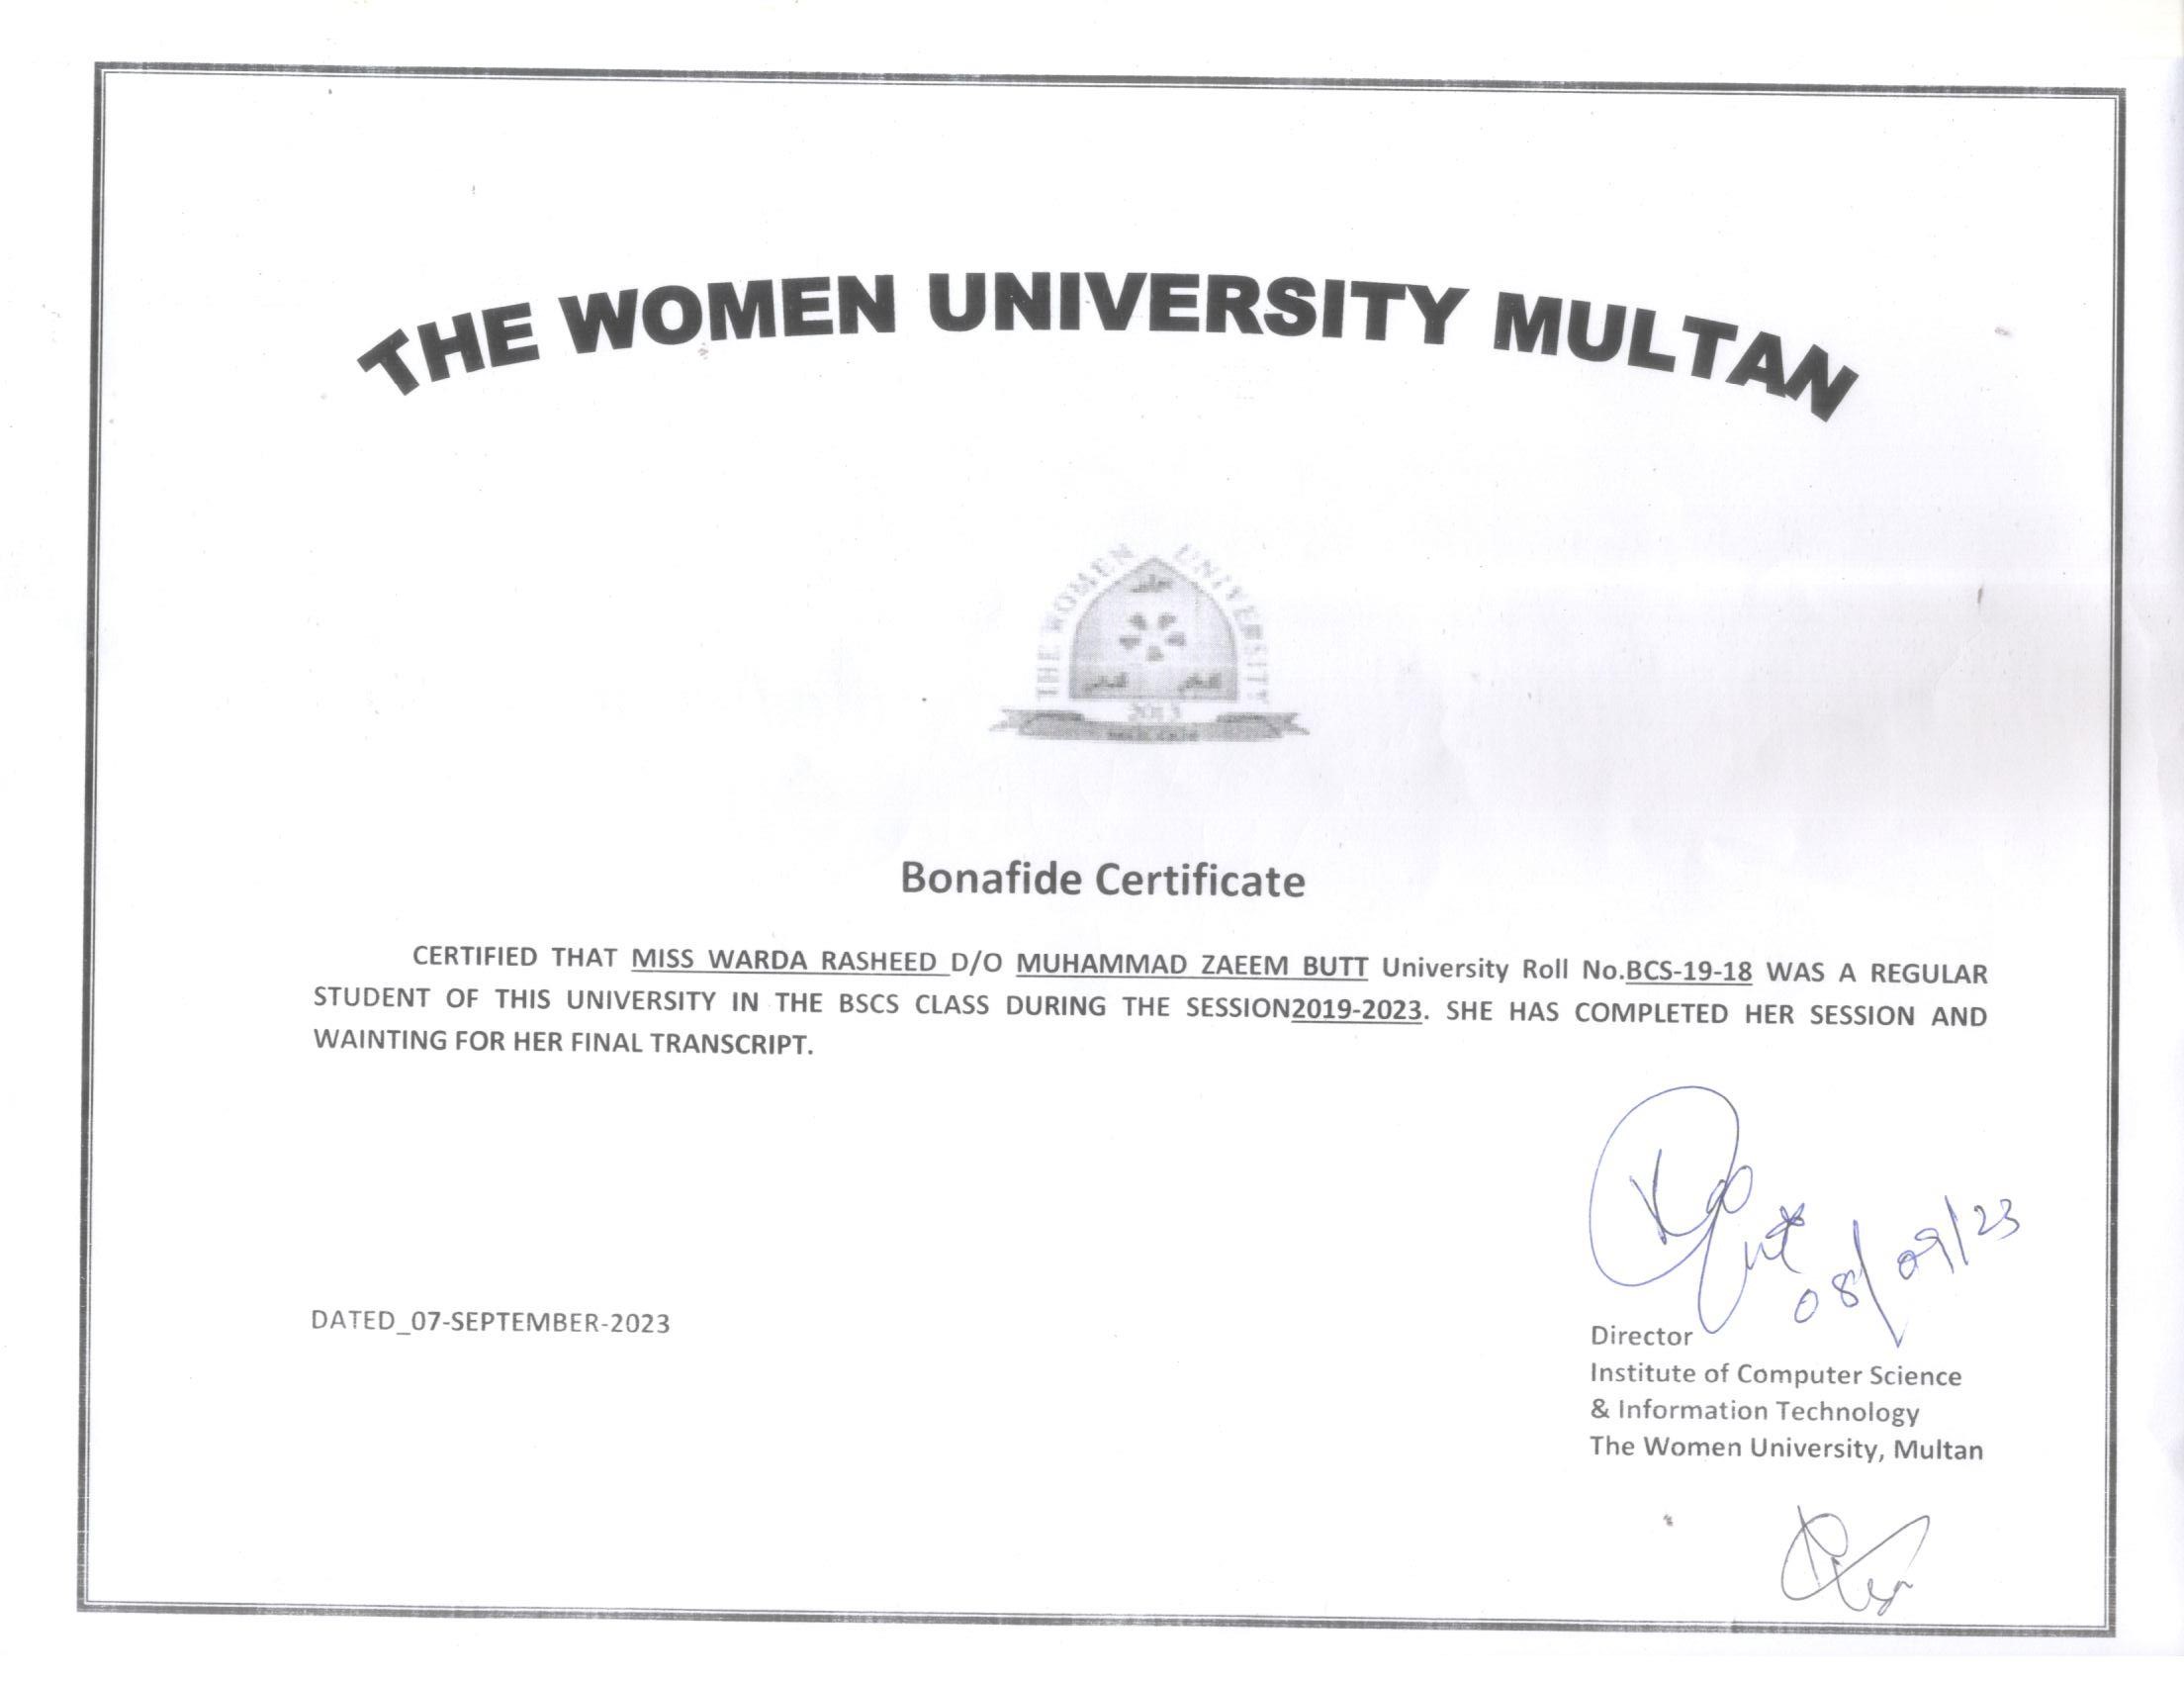 THE WOMEN UNIVERSITY MULTAN
THE WOMEN UNIVERSITY
2013
Bonafide Certificate
CERTIFIED THAT MISS WARDA RASHEED D/O MUHAMMAD ZAEEM BUTT University Roll No.BCS-19-18 WAS A REGULAR
STUDENT OF THIS UNIVERSITY IN THE BSCS CLASS DURING THE SESSION2019-2023. SHE HAS COMPLETED HER SESSION AND
WAINTING FOR HER FINAL TRANSCRIPT.
08/09/23
DATED_07-SEPTEMBER-2023
Director
Institute of Computer Science
& Information Technology
The Women University, Multan